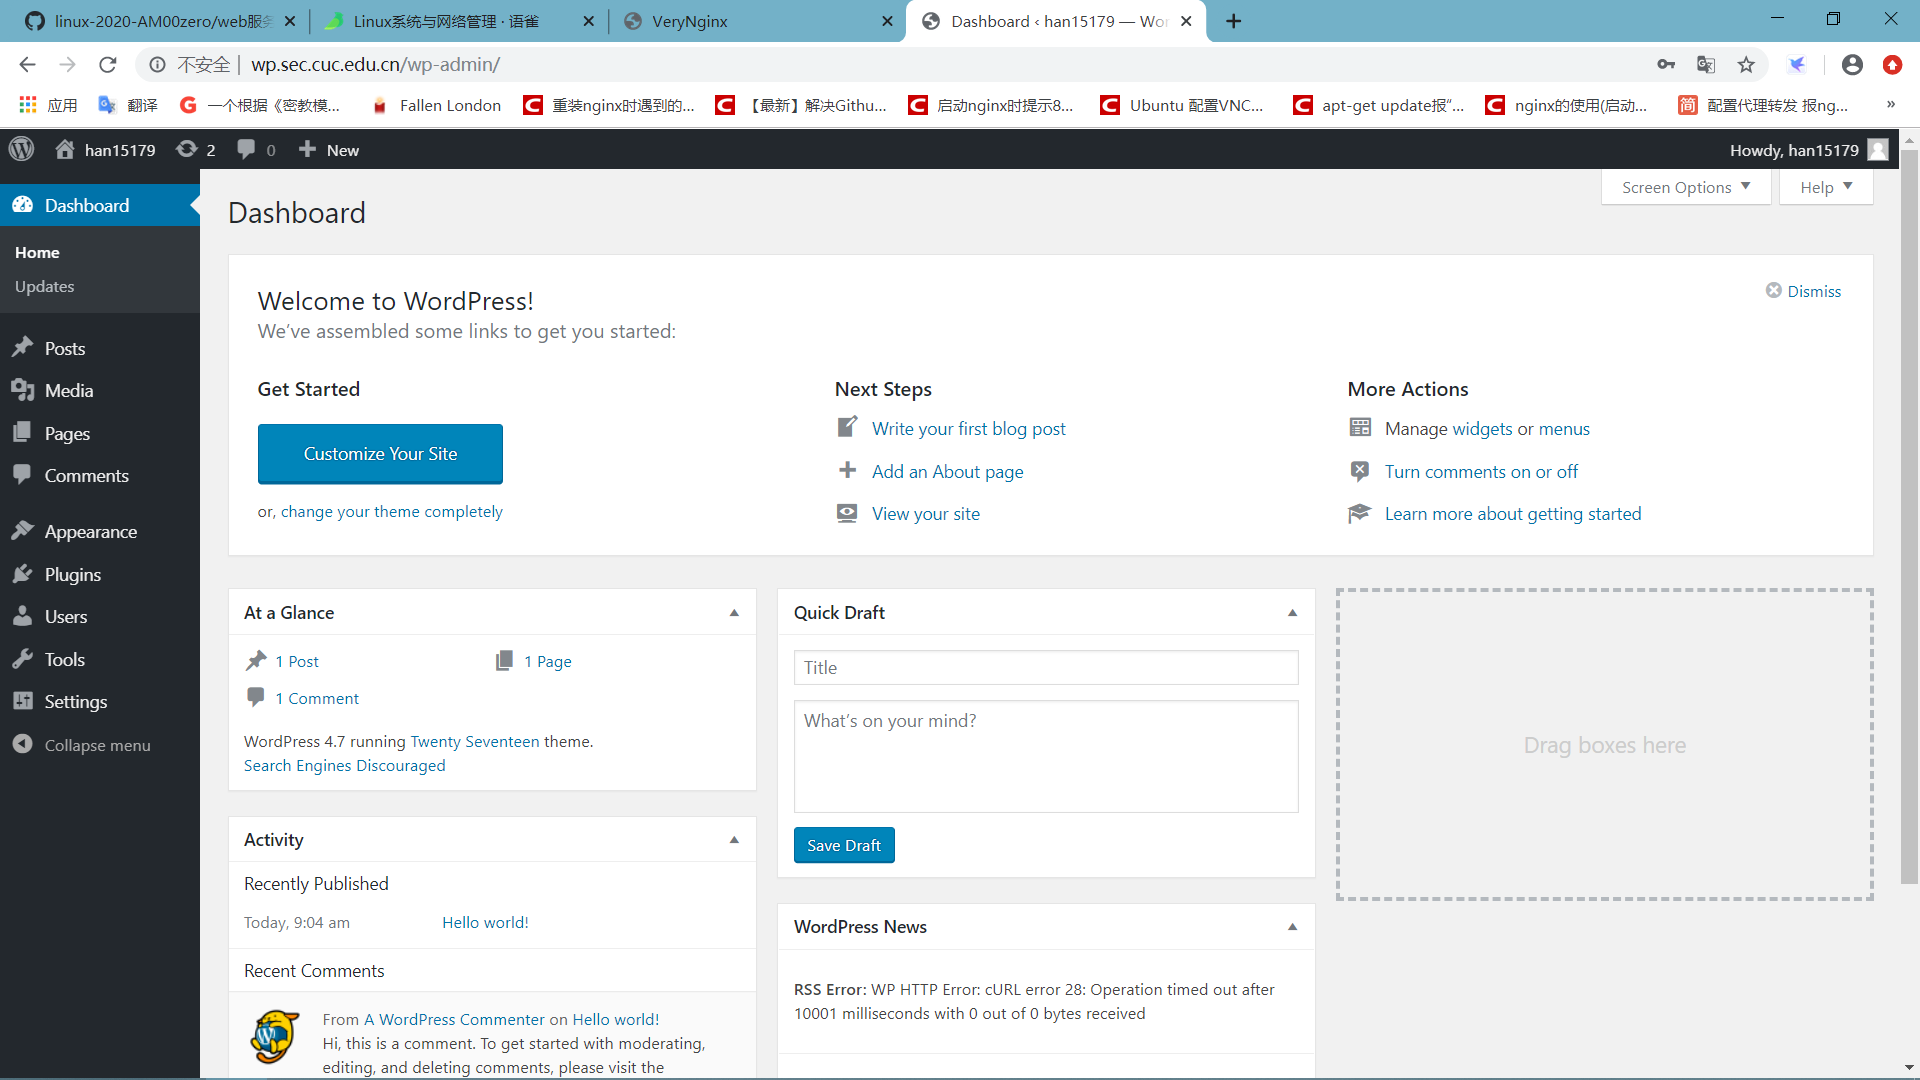 linux-2020-AM00zero/web服务
Linux系统与网络管理 · 语雀
VeryNginx
Dashboard ‹ han15179 — Wor
不安全 | wp.sec.cuc.edu.cn/wp-admin/
应用
翻译
一个根据《密教模...
Fallen London
重装nginx时遇到的...
【最新】解决Githu...
启动nginx时提示8...
Ubuntu 配置VNC...
apt-get update报“...
nginx的使用(启动...
简 配置代理转发 报ng...
»
han15179
2
0
New
Howdy, han15179
Screen Options
Help
Dashboard
Home
Updates
Posts
Media
Pages
Comments
Appearance
Plugins
Users
Tools
Settings
Collapse menu
Dashboard
Welcome to WordPress!
We’ve assembled some links to get you started:
Dismiss
Get Started
Customize Your Site
or, change your theme completely
Next Steps
Write your first blog post
Add an About page
View your site
More Actions
Manage widgets or menus
Turn comments on or off
Learn more about getting started
At a Glance
1 Post
1 Page
1 Comment
WordPress 4.7 running Twenty Seventeen theme.
Search Engines Discouraged
Activity
Recently Published
Today, 9:04 am
Hello world!
Recent Comments
From A WordPress Commenter on Hello world!
Hi, this is a comment. To get started with moderating,
editing, and deleting comments, please visit the
Quick Draft
Title
What’s on your mind?
Save Draft
WordPress News
RSS Error: WP HTTP Error: cURL error 28: Operation timed out after
10001 milliseconds with 0 out of 0 bytes received
Drag boxes here